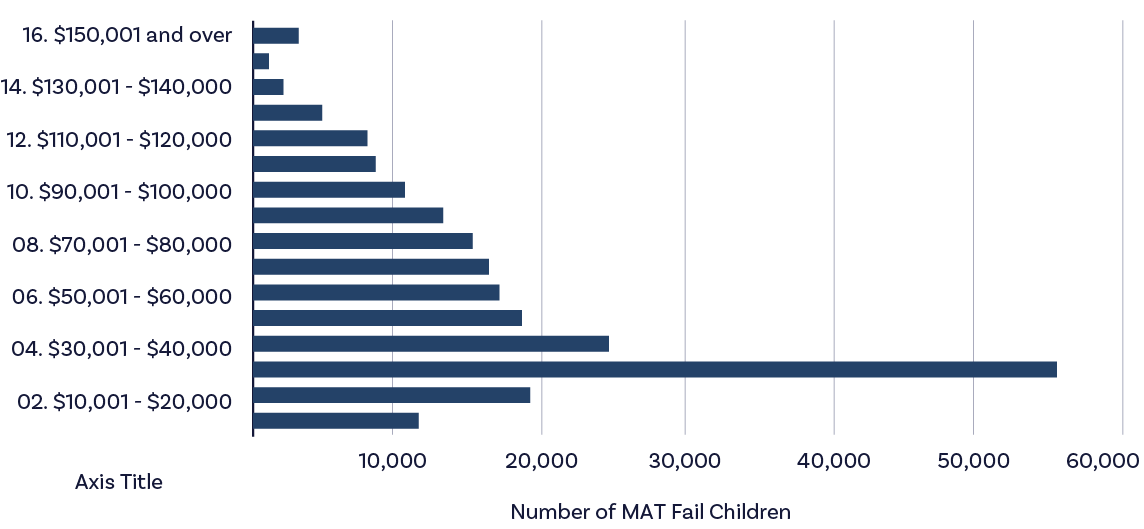 16. $150,001 and over
14. $130,001 - $140,000
12. $110,001 - $120,000
10. $90,001 - $100,000
08. $70,001 - $80,000
06. $50,001 - $60,000
04. $30,001 - $40,000
02. $10,001 - $20,000
10,000 20,000 30,000 40,000 50,000 60,000
Axis Title
Number of MAT Fail Children